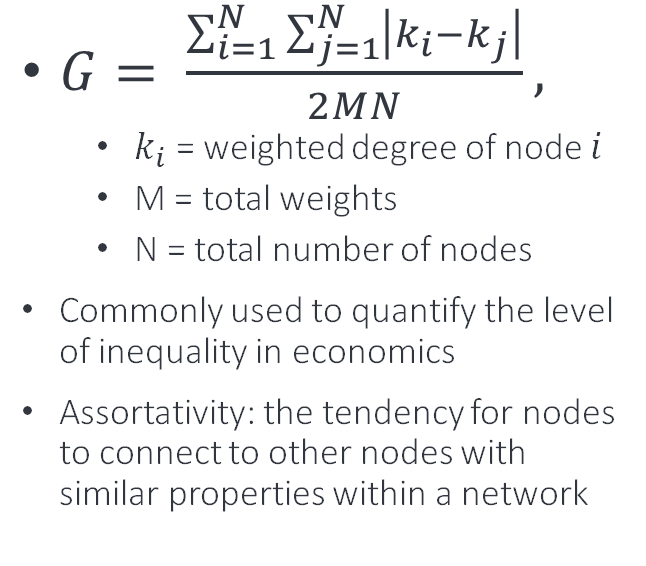 • G = \frac{\sum_{i=1}^{N} \sum_{j=1}^{N} |k_i - k_j|}{2MN},
• k_i = weighted degree of node i
• M = total weights
• N = total number of nodes
• Commonly used to quantify the level
of inequality in economics
• Assortativity: the tendency for nodes
to connect to other nodes with
similar properties within a network